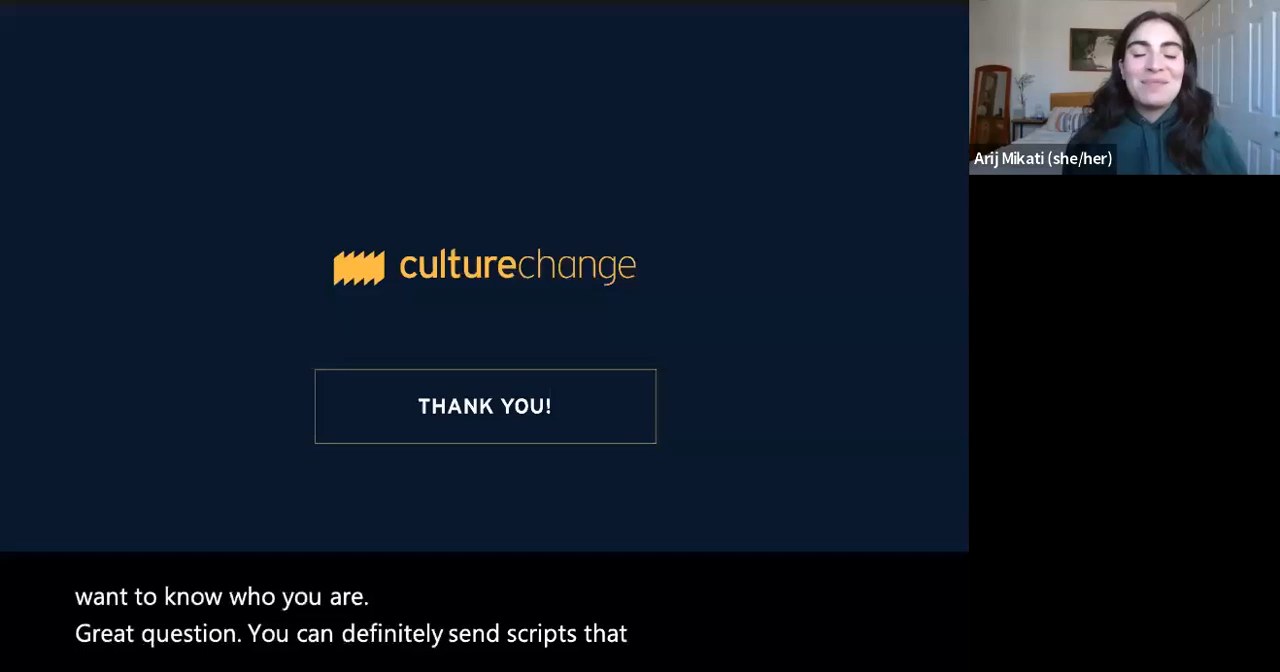 culturechange
THANK YOU!
Arij Mikati (she/her)
want to know who you are.
Great question. You can definitely send scripts that